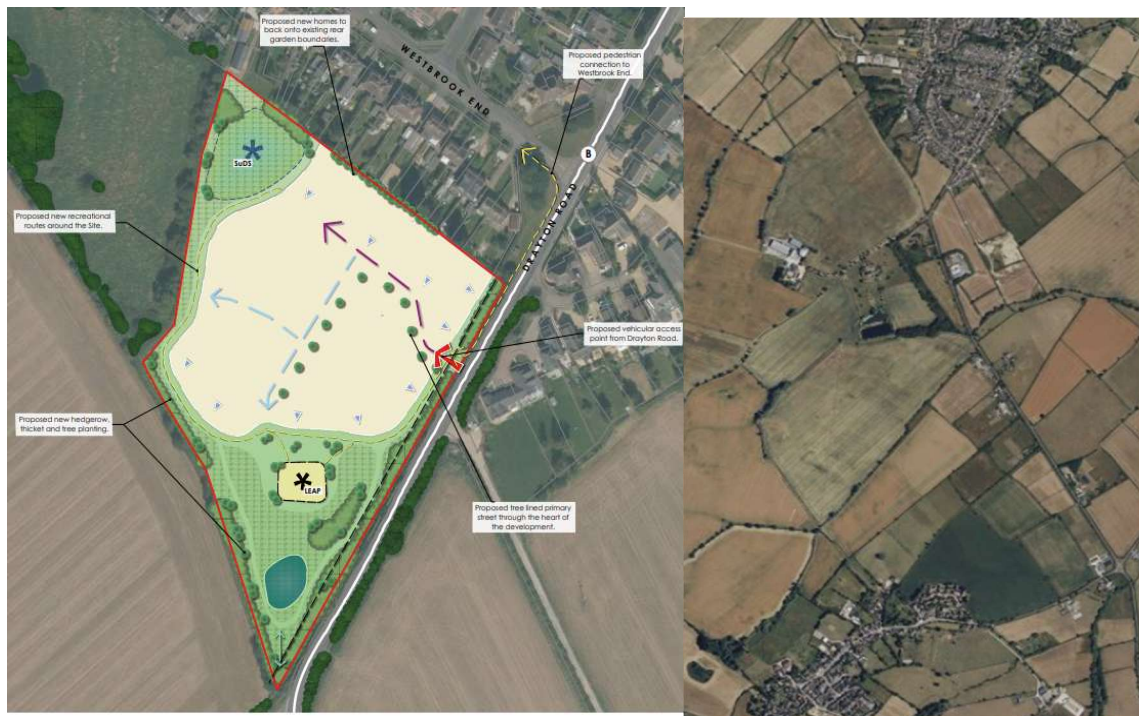 Proposed new homes to
back onto existing rear
garden boundaries.
WESTBROOK END
Proposed pedestrian
connection to
Westbrook End.
B
SuDS
DRAYTON ROAD
Proposed new recreational
routes around the Site.
Proposed vehicular access
point from Drayton Road.
Proposed new hedgerow,
thicket and tree planting.
LEAP
Proposed tree lined primary
street through the heart of
the development.